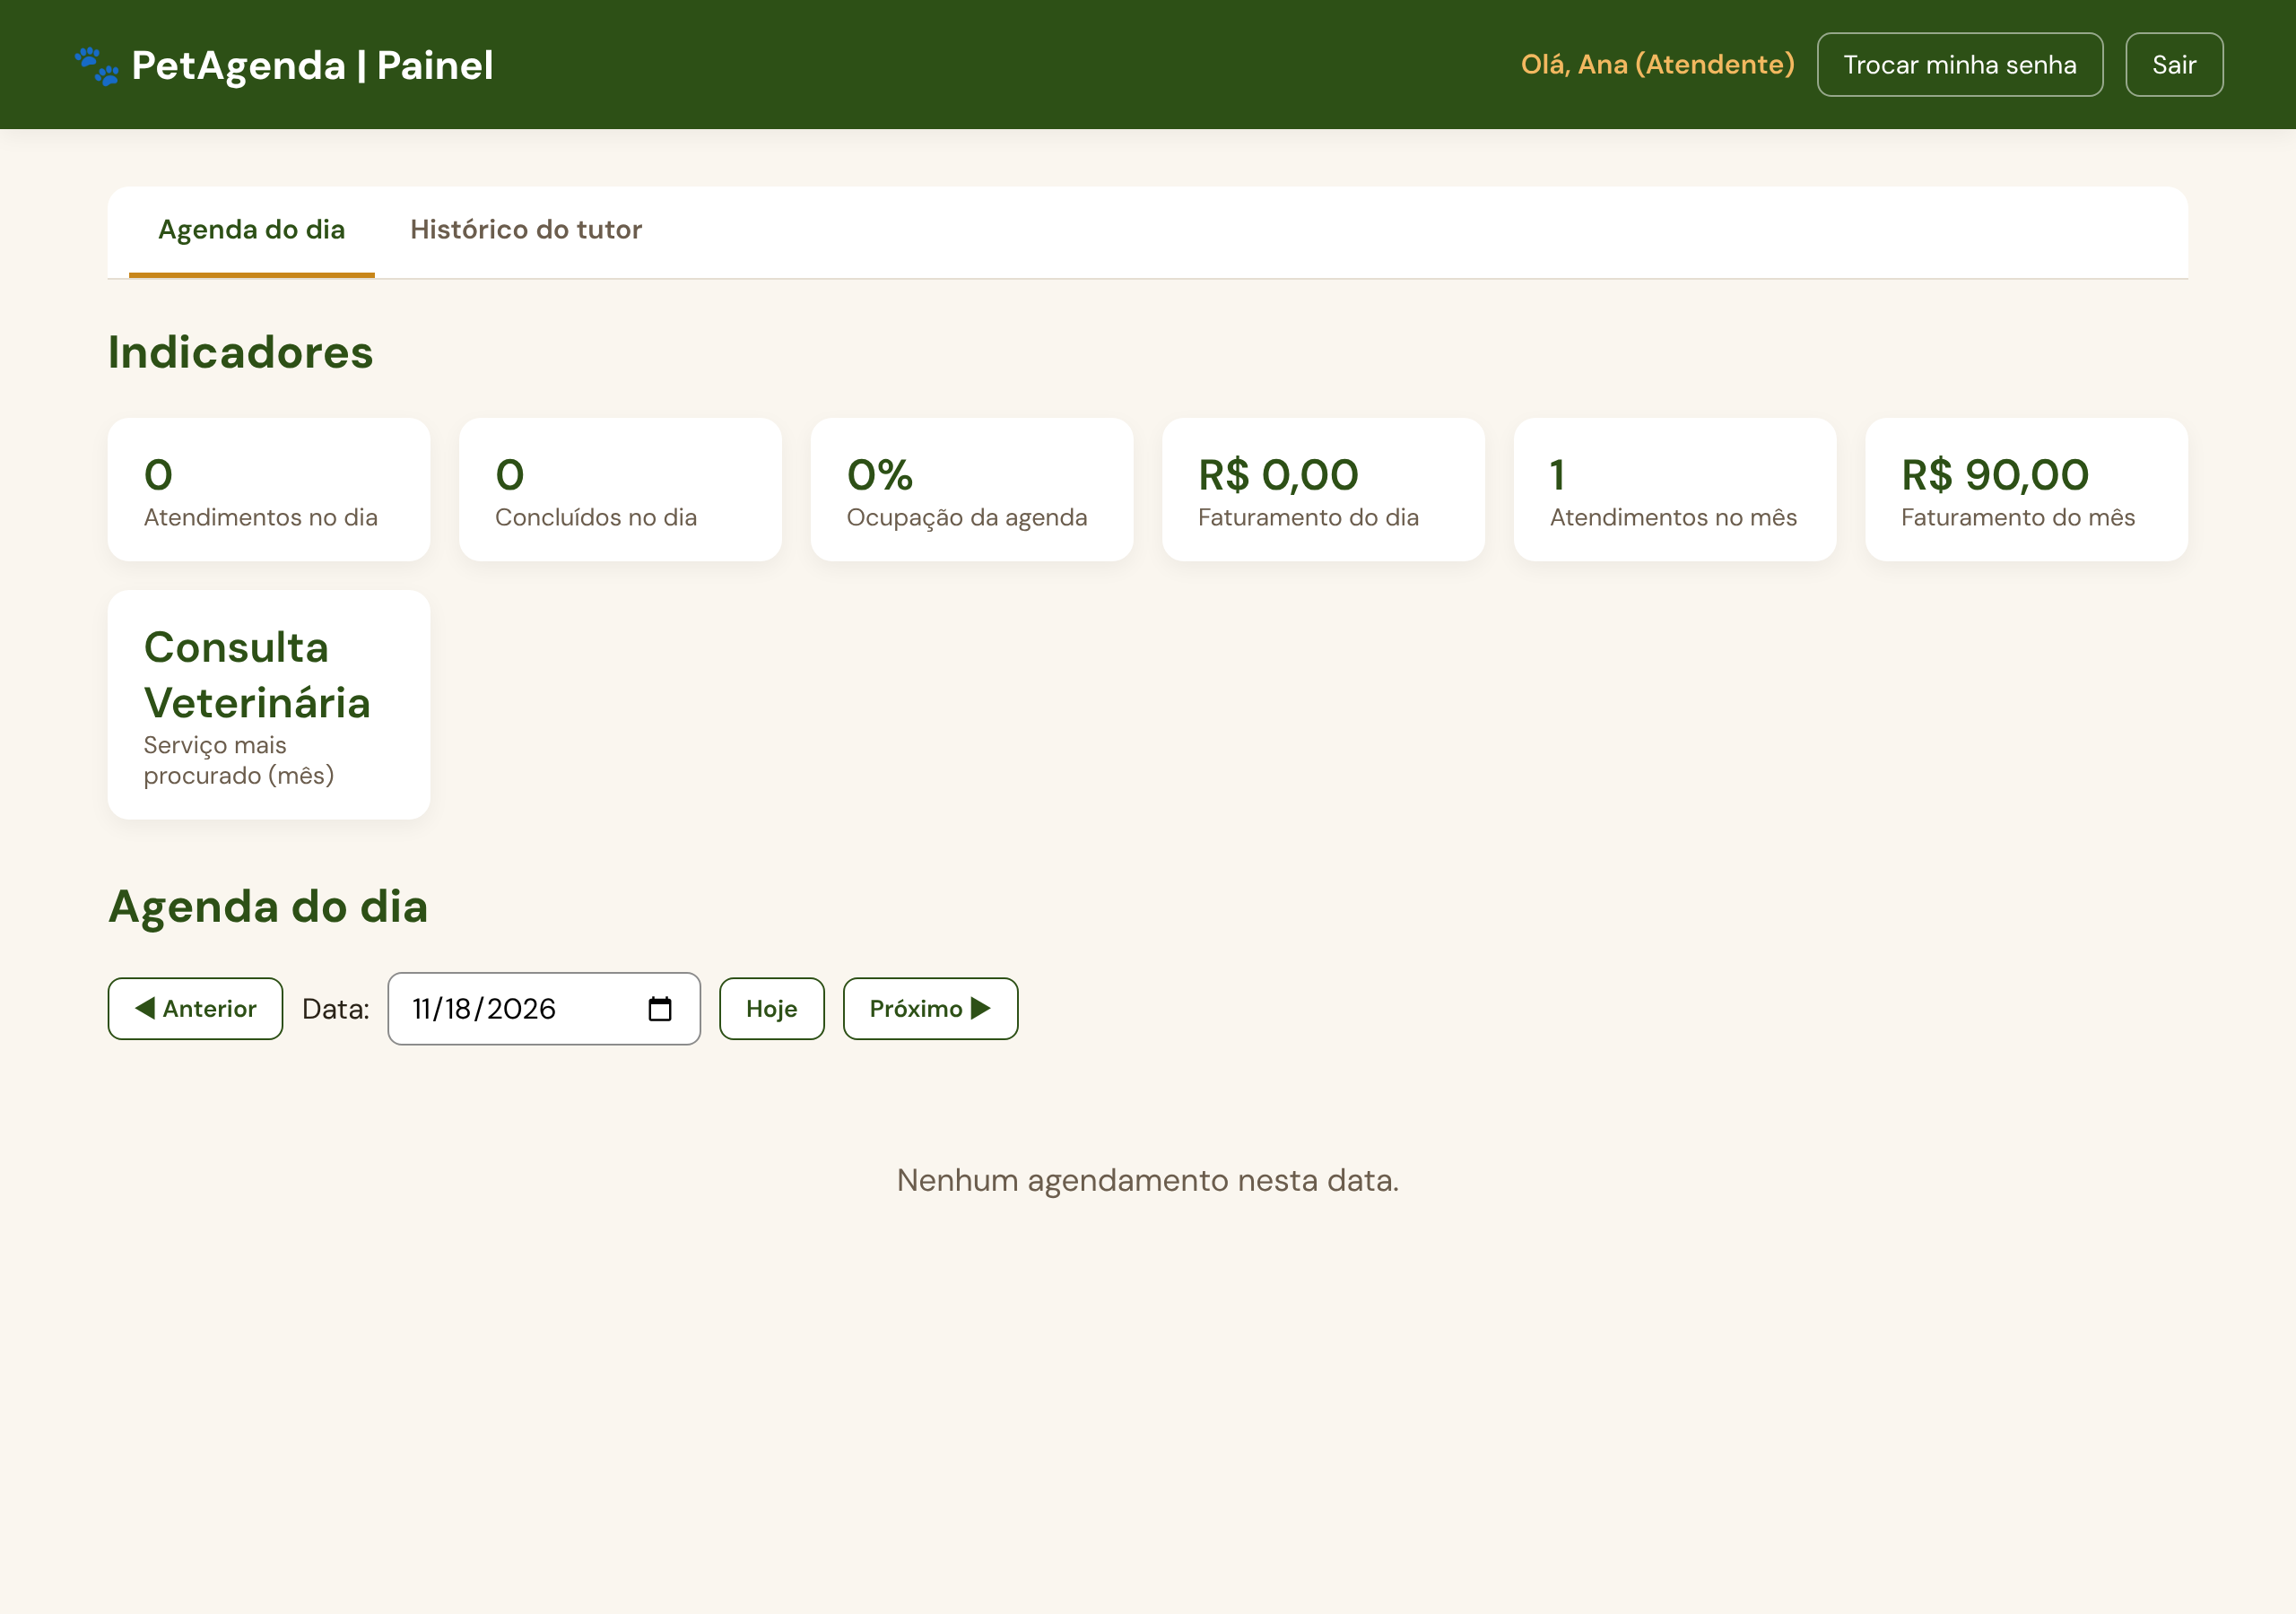 PetAgenda | Painel
Olá, Ana (Atendente)
Trocar minha senha
Sair
Agenda do dia
Histórico do tutor
Indicadores
0
Atendimentos no dia
0
Concluídos no dia
0%
Ocupação da agenda
R$ 0,00
Faturamento do dia
1
Atendimentos no mês
R$ 90,00
Faturamento do mês
Consulta
Veterinária
Serviço mais
procurado (mês)
Agenda do dia
◀ Anterior
Data:
11/18/2026
Hoje
Próximo ▶
Nenhum agendamento nesta data.